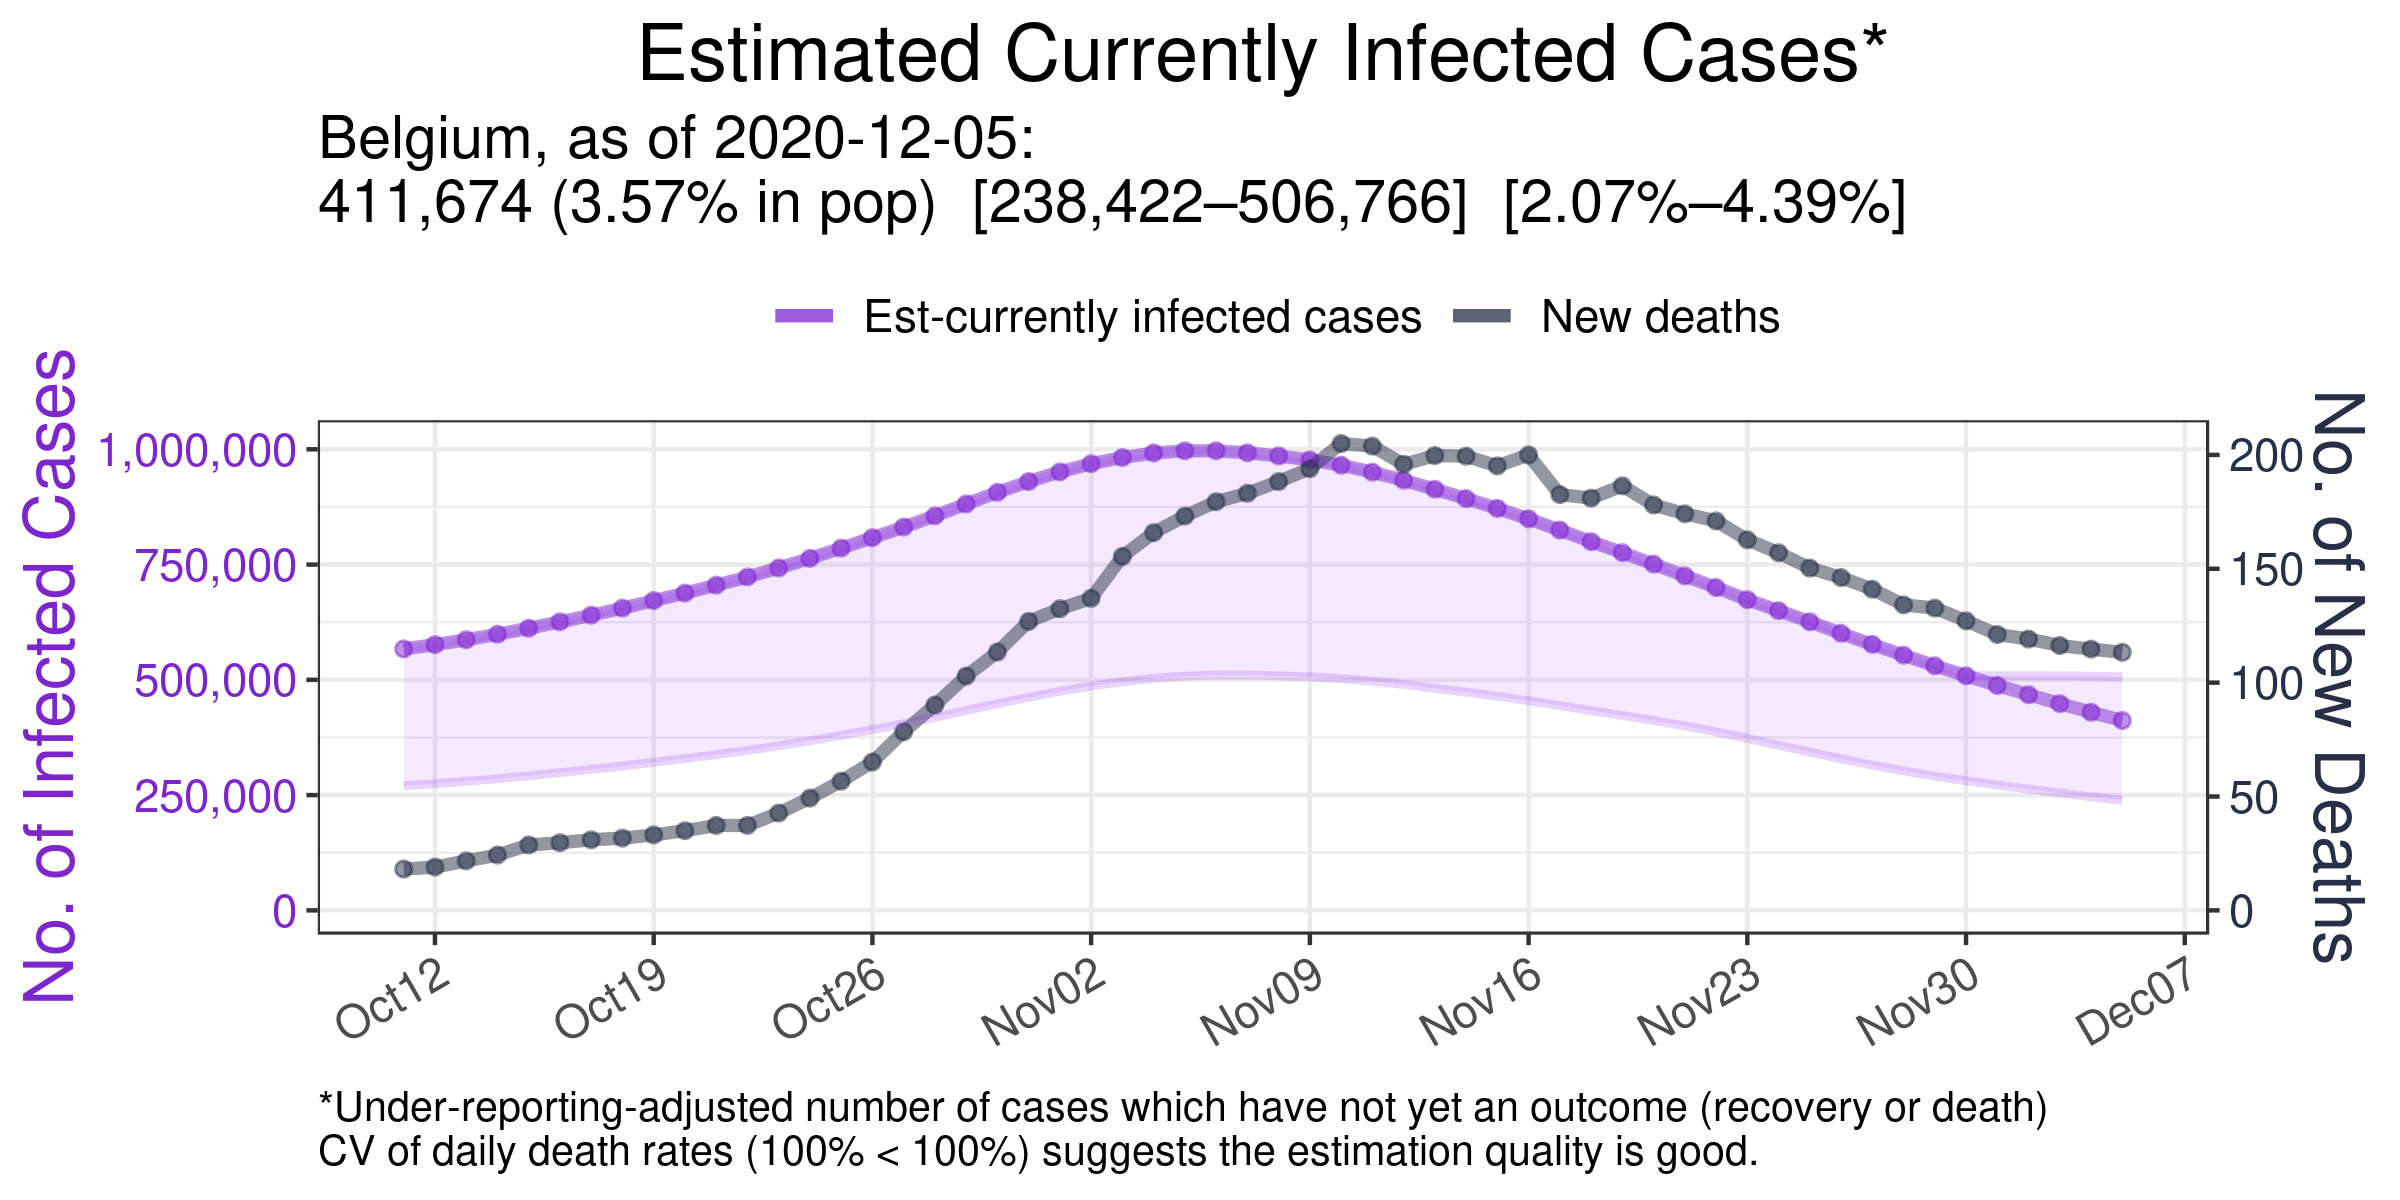 Estimated Currently Infected Cases*
Belgium, as of 2020-12-05:
411,674 (3.57% in pop)  [238,422–506,766]  [2.07%–4.39%]
Est-currently infected cases
New deaths
No. of Infected Cases
1,000,000
750,000
500,000
250,000
0
200
150
100
50
0
No. of New Deaths
Oct12
Oct19
Oct26
Nov02
Nov09
Nov16
Nov23
Nov30
Dec07
*Under-reporting-adjusted number of cases which have not yet an outcome (recovery or death)
CV of daily death rates (100% < 100%) suggests the estimation quality is good.